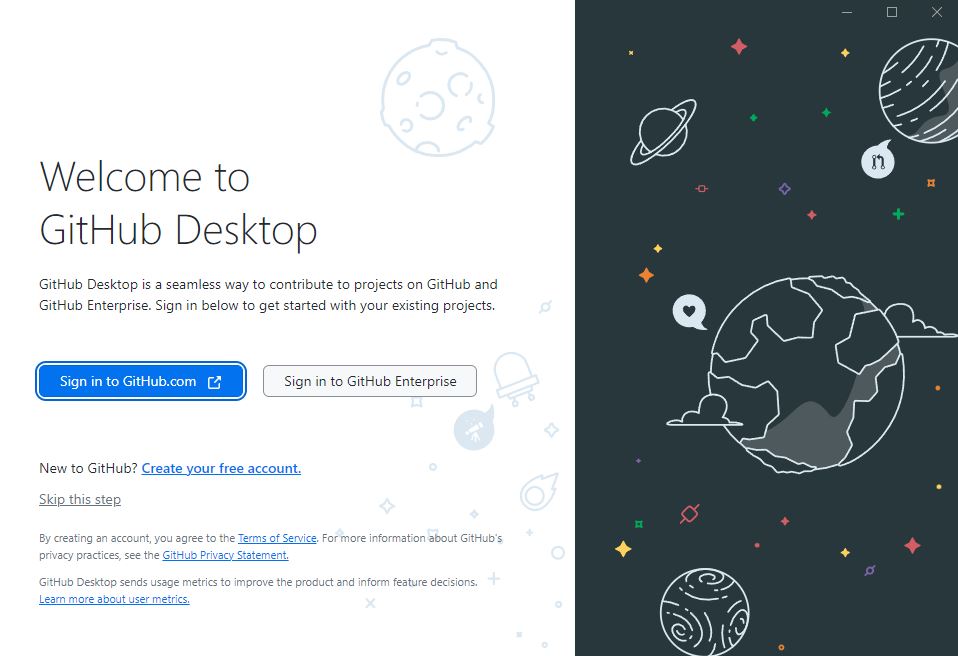 Welcome to
GitHub Desktop
GitHub Desktop is a seamless way to contribute to projects on GitHub and
GitHub Enterprise. Sign in below to get started with your existing projects.
Sign in to GitHub.com
Sign in to GitHub Enterprise
New to GitHub? Create your free account.
Skip this step
By creating an account, you agree to the Terms of Service. For more information about GitHub's
privacy practices, see the GitHub Privacy Statement.
GitHub Desktop sends usage metrics to improve the product and inform feature decisions.
Learn more about user metrics.